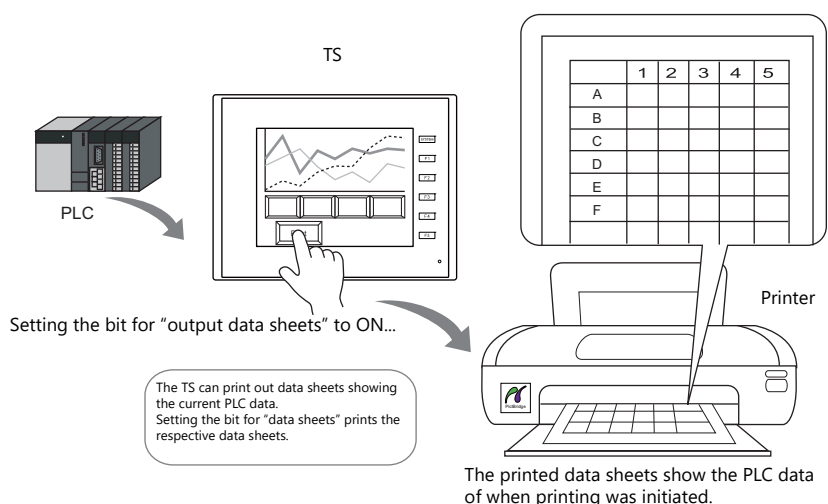 TS
1 2 3 4 5
A
B
C
D
E
F
SYSTEM
F1
F2
F3
F4
F5
PLC
Printer
Setting the bit for “output data sheets” to ON...
The TS can print out data sheets showing
the current PLC data.
Setting the bit for “data sheets” prints the
respective data sheets.
PictBridge
The printed data sheets show the PLC data
of when printing was initiated.